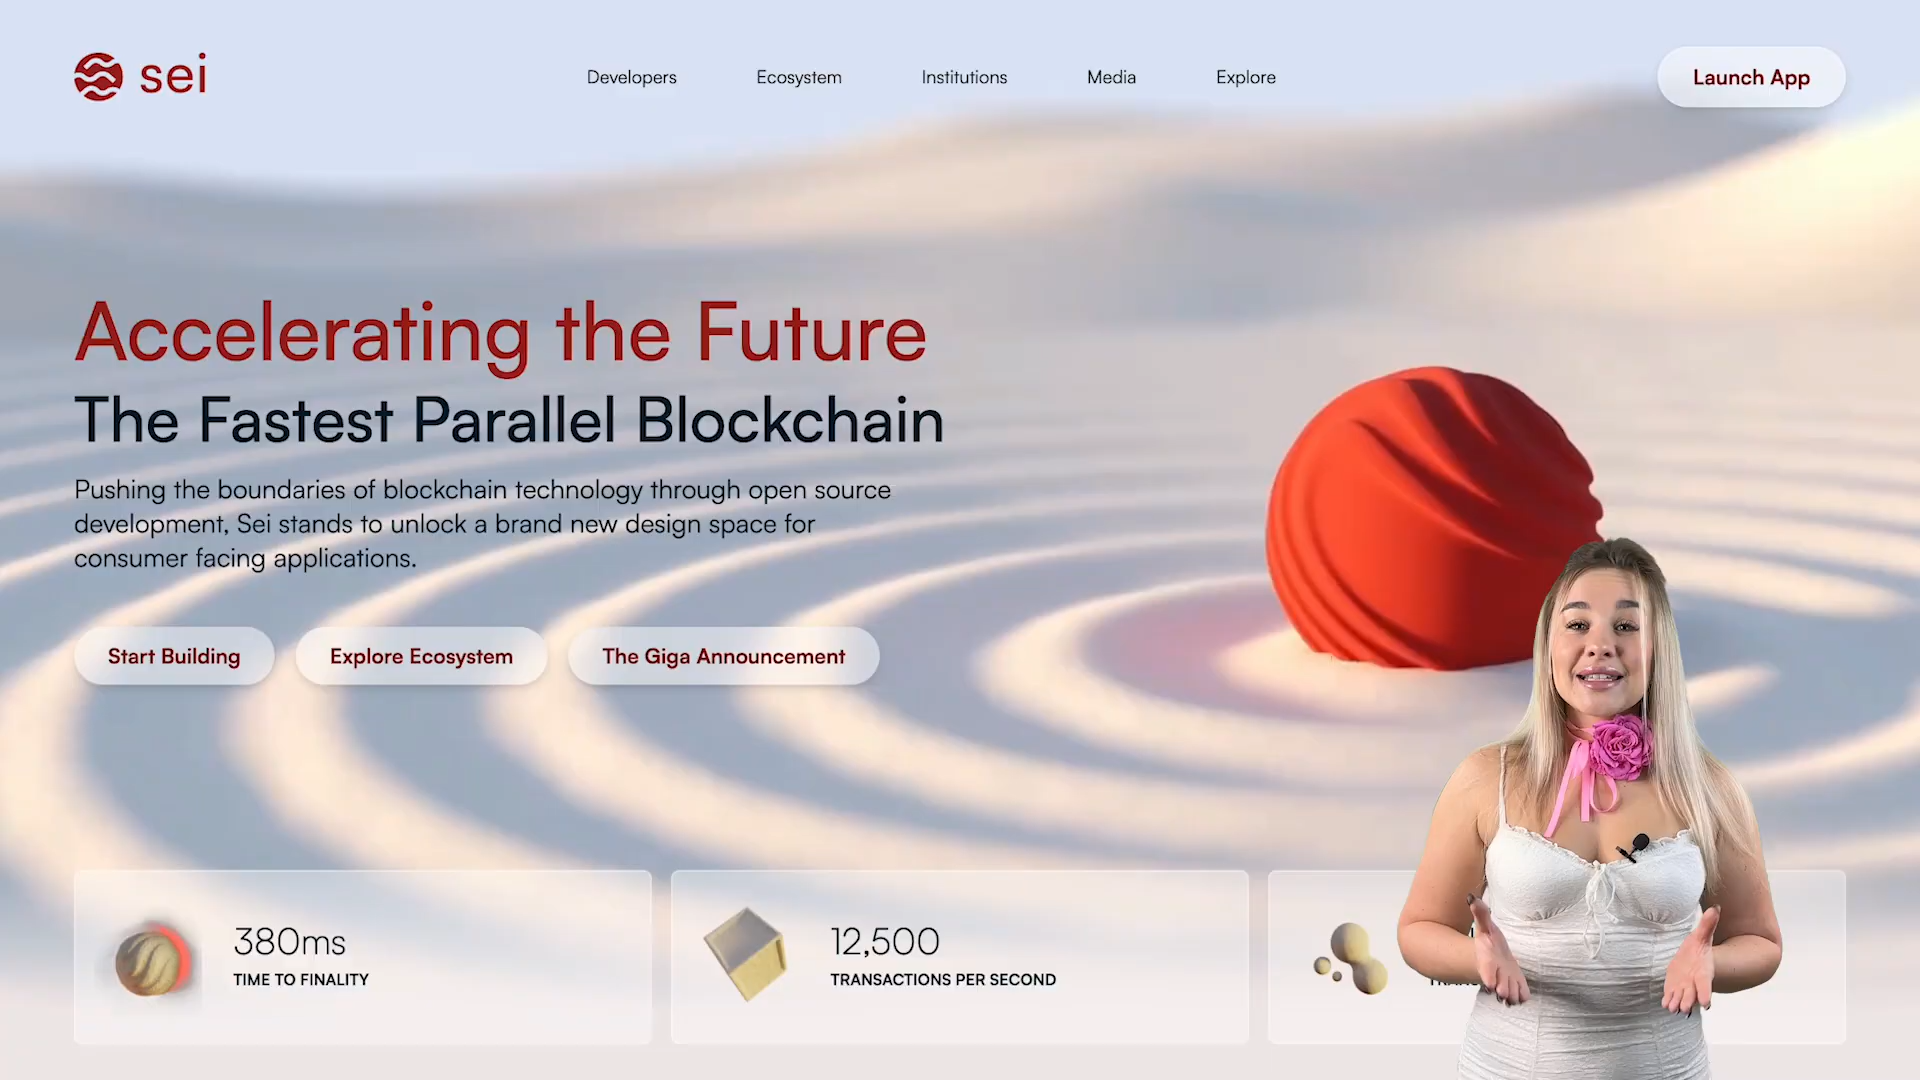 sei
Developers
Ecosystem
Institutions
Media
Explore
Launch App
Accelerating the Future
The Fastest Parallel Blockchain
Pushing the boundaries of blockchain technology through open source
development, Sei stands to unlock a brand new design space for
consumer facing applications.
Start Building
Explore Ecosystem
The Giga Announcement
380ms
TIME TO FINALITY
12,500
TRANSACTIONS PER SECOND